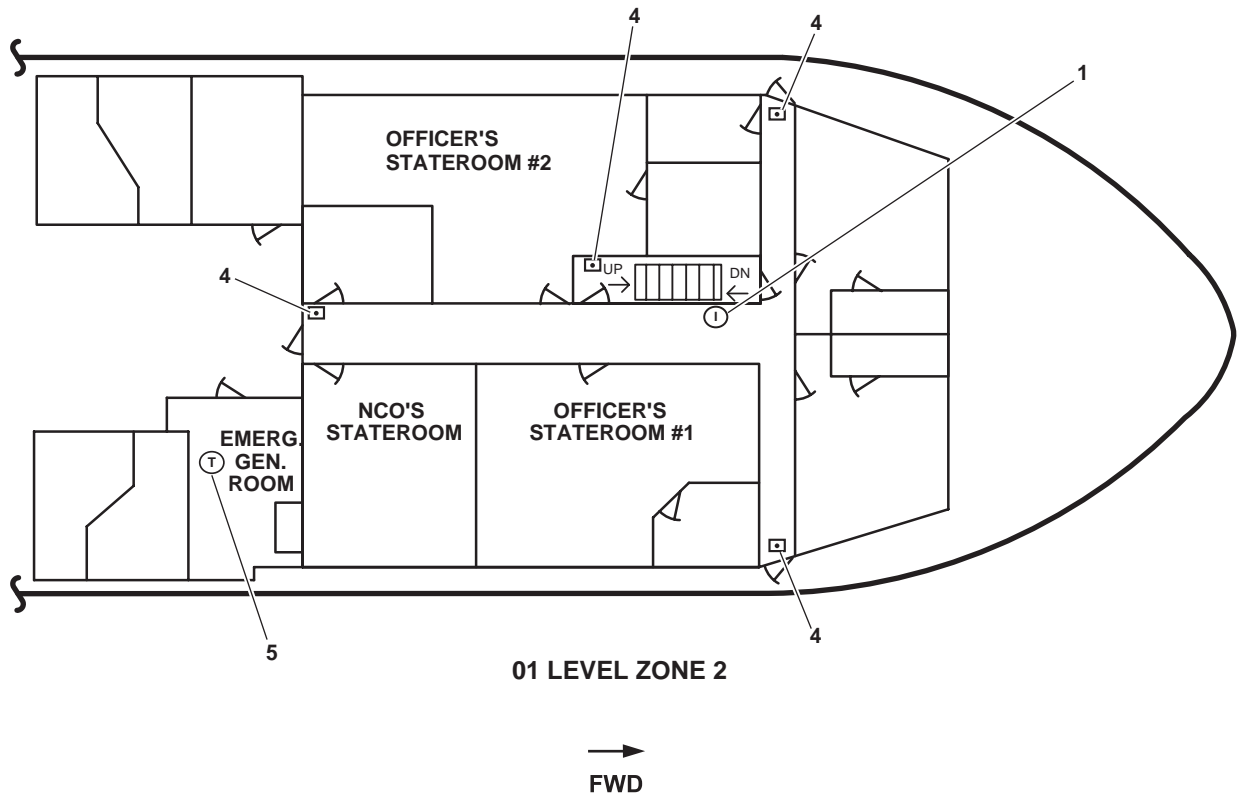 4
4
1
OFFICER'S
STATEROOM #2
4
UP
DN
4
I
NCO'S
STATEROOM
OFFICER'S
STATEROOM #1
EMERG.
GEN.
ROOM
T
4
5
01 LEVEL ZONE 2
FWD